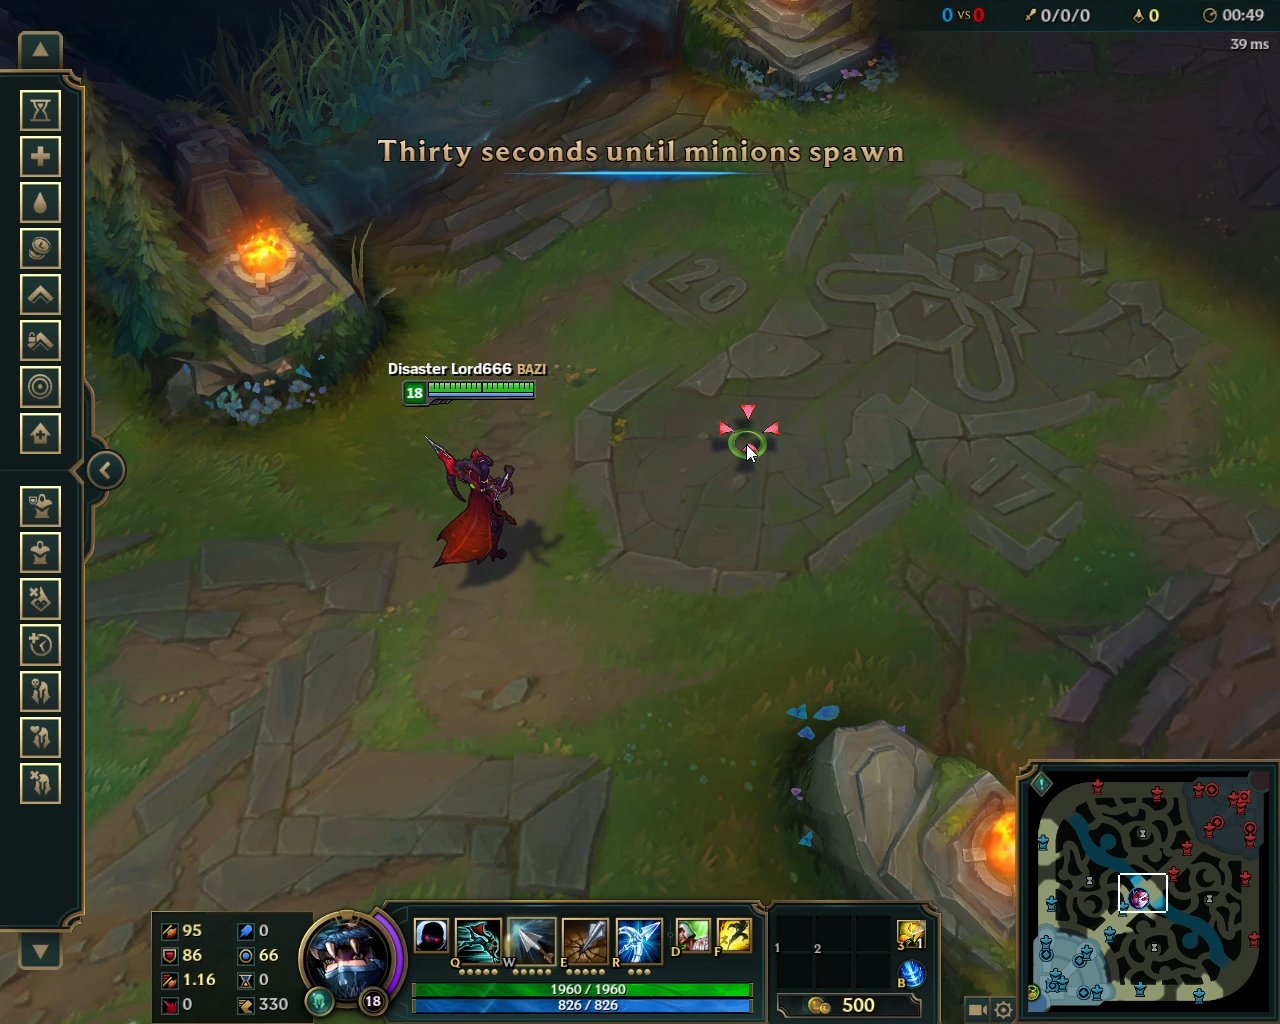 0 vs 0 0/0/0 0 00:49
39 ms
Thirty seconds until minions spawn
20
Disaster Lord666 BAZI
18
17
95 0
86 66
1.16 0
0 330
18
Q W E R D F
1960 / 1960
826 / 826
1 2 3 1
B
500